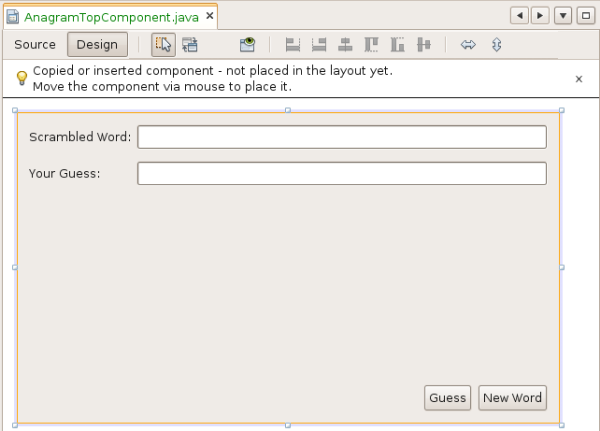 AnagramTopComponent.java
Source Design
Copied or inserted component - not placed in the layout yet.
Move the component via mouse to place it.
Scrambled Word:
Your Guess:
Guess New Word